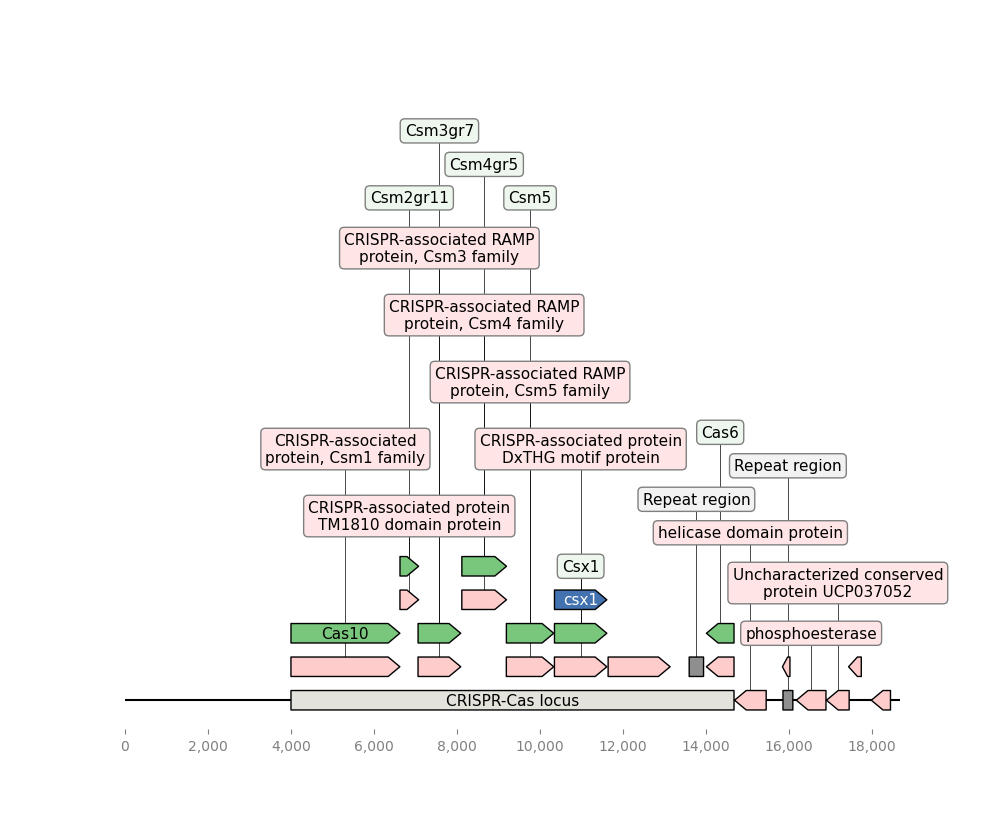 Csm3gr7
Csm4gr5
Csm2gr11
Csm5
CRISPR-associated RAMP
protein, Csm3 family
CRISPR-associated RAMP
protein, Csm4 family
CRISPR-associated RAMP
protein, Csm5 family
Cas6
CRISPR-associated
protein, Csm1 family
CRISPR-associated protein
DxTHG motif protein
Repeat region
Repeat region
CRISPR-associated protein
TM1810 domain protein
helicase domain protein
Csx1
Uncharacterized conserved
protein UCP037052
csx1
Cas10
phosphoesterase
CRISPR-Cas locus
0 2,000 4,000 6,000 8,000 10,000 12,000 14,000 16,000 18,000